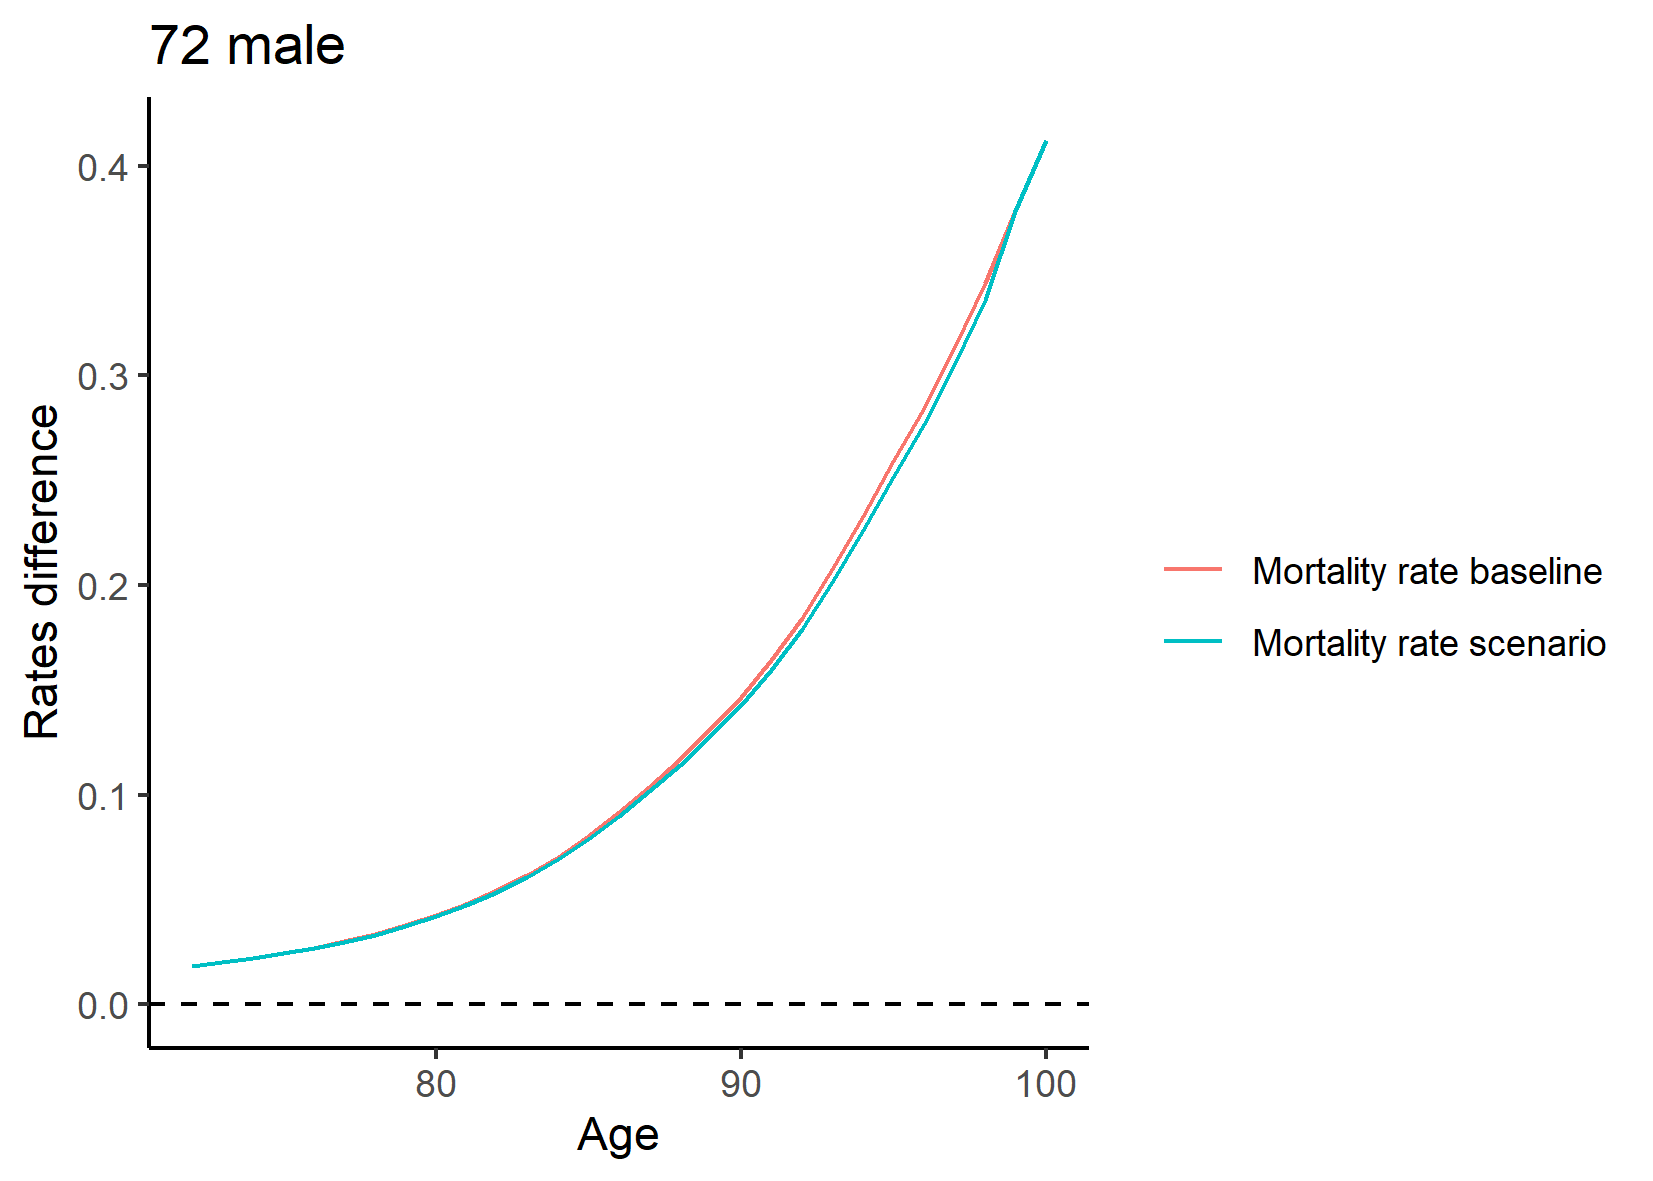 72 male
Rates difference
0.4
0.3
0.2
0.1
0.0
80 90 100
Age
Mortality rate baseline
Mortality rate scenario